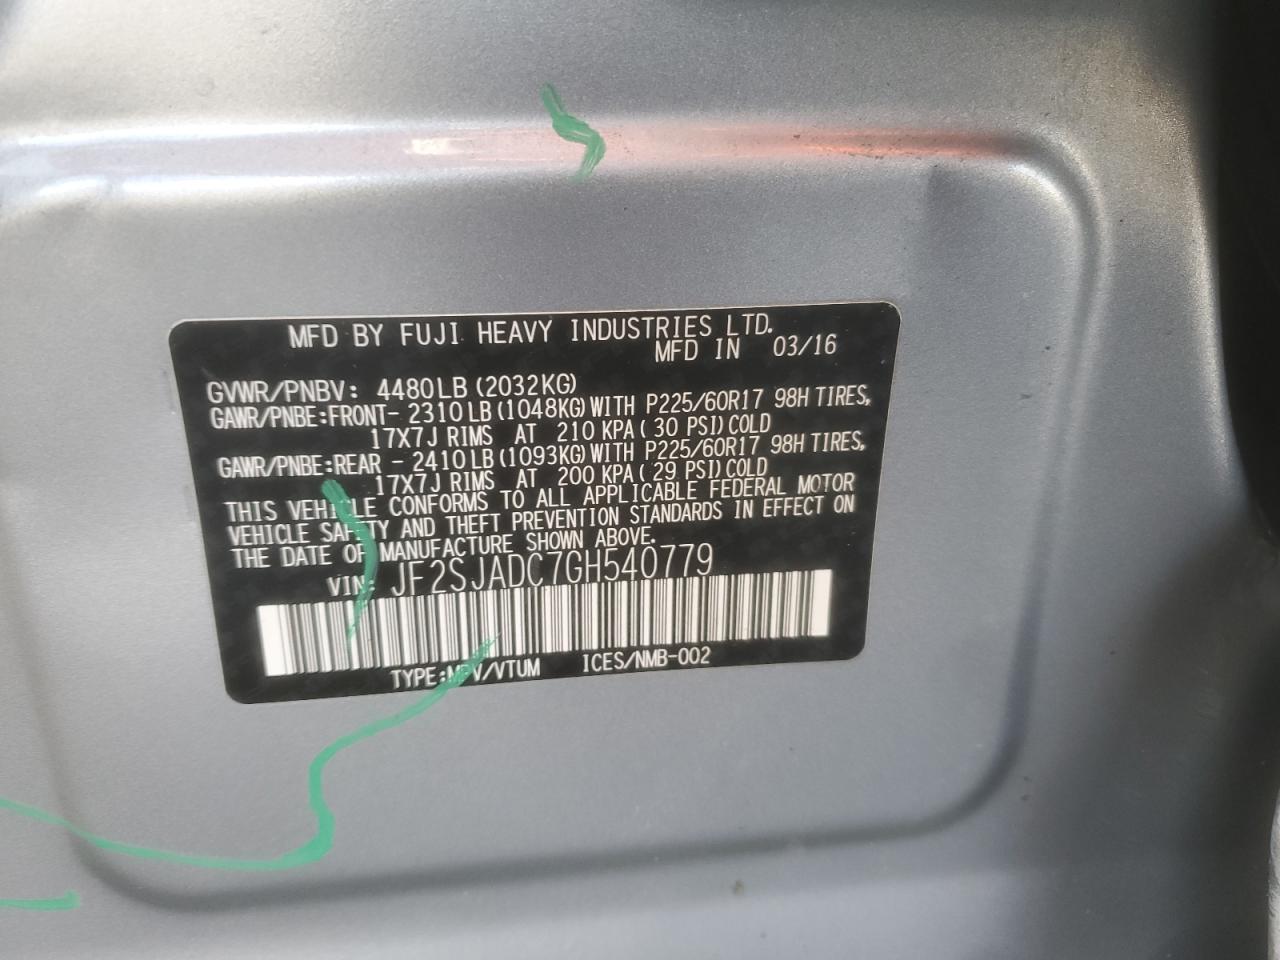 MFD BY FUJI HEAVY INDUSTRIES LTD.
MFD IN 03/16
GVWR/PNBV: 4480LB (2032KG)
GAWR/PNBE:FRONT- 2310LB (1048KG) WITH P225/60R17 98H TIRES,
17X7J RIMS AT 210 KPA ( 30 PSI) COLD
GAWR/PNBE:REAR - 2410LB (1093KG) WITH P225/60R17 98H TIRES,
17X7J RIMS AT 200 KPA ( 29 PSI) COLD
THIS VEHICLE CONFORMS TO ALL APPLICABLE FEDERAL MOTOR
VEHICLE SAFETY AND THEFT PREVENTION STANDARDS IN EFFECT ON
THE DATE OF MANUFACTURE SHOWN ABOVE.
VIN: JF2SJADC7GH540779
TYPE:MPV/VTUM ICES/NMB-002